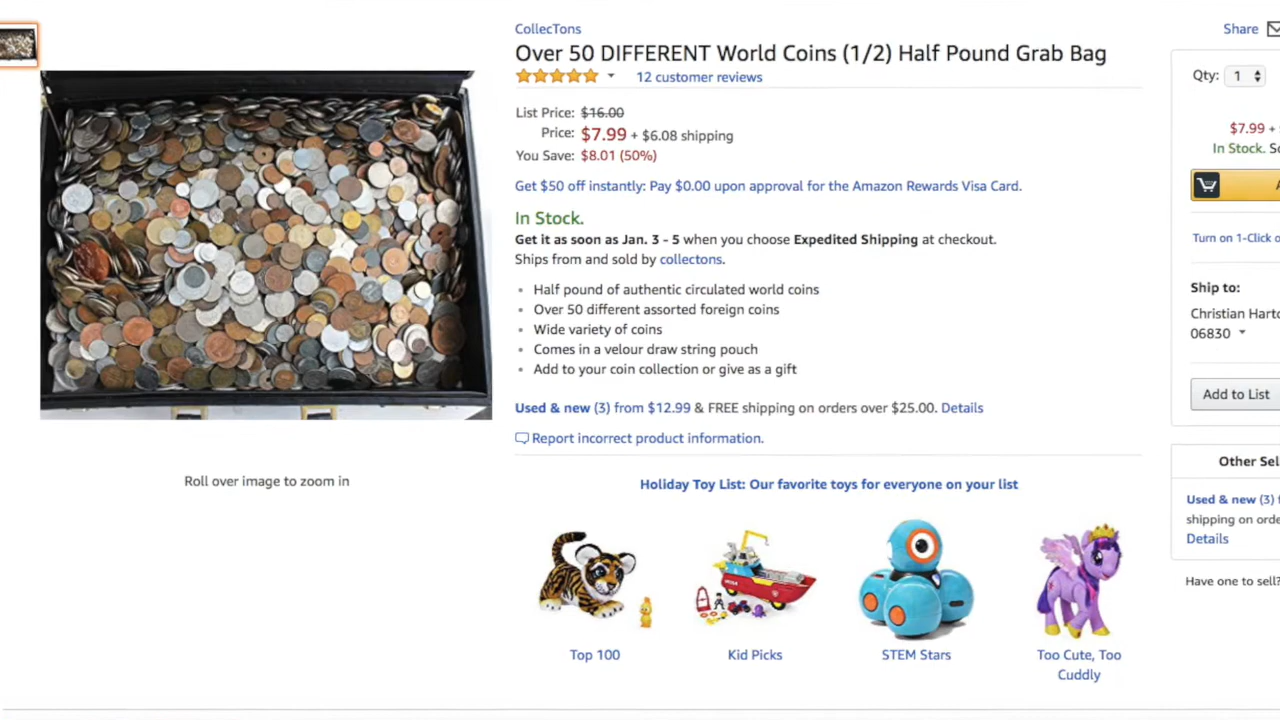 CollecTons
Share
Over 50 DIFFERENT World Coins (1/2) Half Pound Grab Bag
12 customer reviews
Qty: 1
List Price: $16.00
Price: $7.99 + $6.08 shipping
You Save: $8.01 (50%)
$7.99 +
In Stock.
Get $50 off instantly: Pay $0.00 upon approval for the Amazon Rewards Visa Card.
In Stock.
Get it as soon as Jan. 3 - 5 when you choose Expedited Shipping at checkout.
Ships from and sold by collectons.
Turn on 1-Click
Half pound of authentic circulated world coins
Over 50 different assorted foreign coins
Wide variety of coins
Comes in a velour draw string pouch
Add to your coin collection or give as a gift
Ship to:
Christian
06830
Add to List
Used & new (3) from $12.99 & FREE shipping on orders over $25.00. Details
Report incorrect product information.
Roll over image to zoom in
Holiday Toy List: Our favorite toys for everyone on your list
Top 100
Kid Picks
STEM Stars
Too Cute, Too
Cuddly
Other
Used & new (3)
shipping on
Details
Have one to sell?